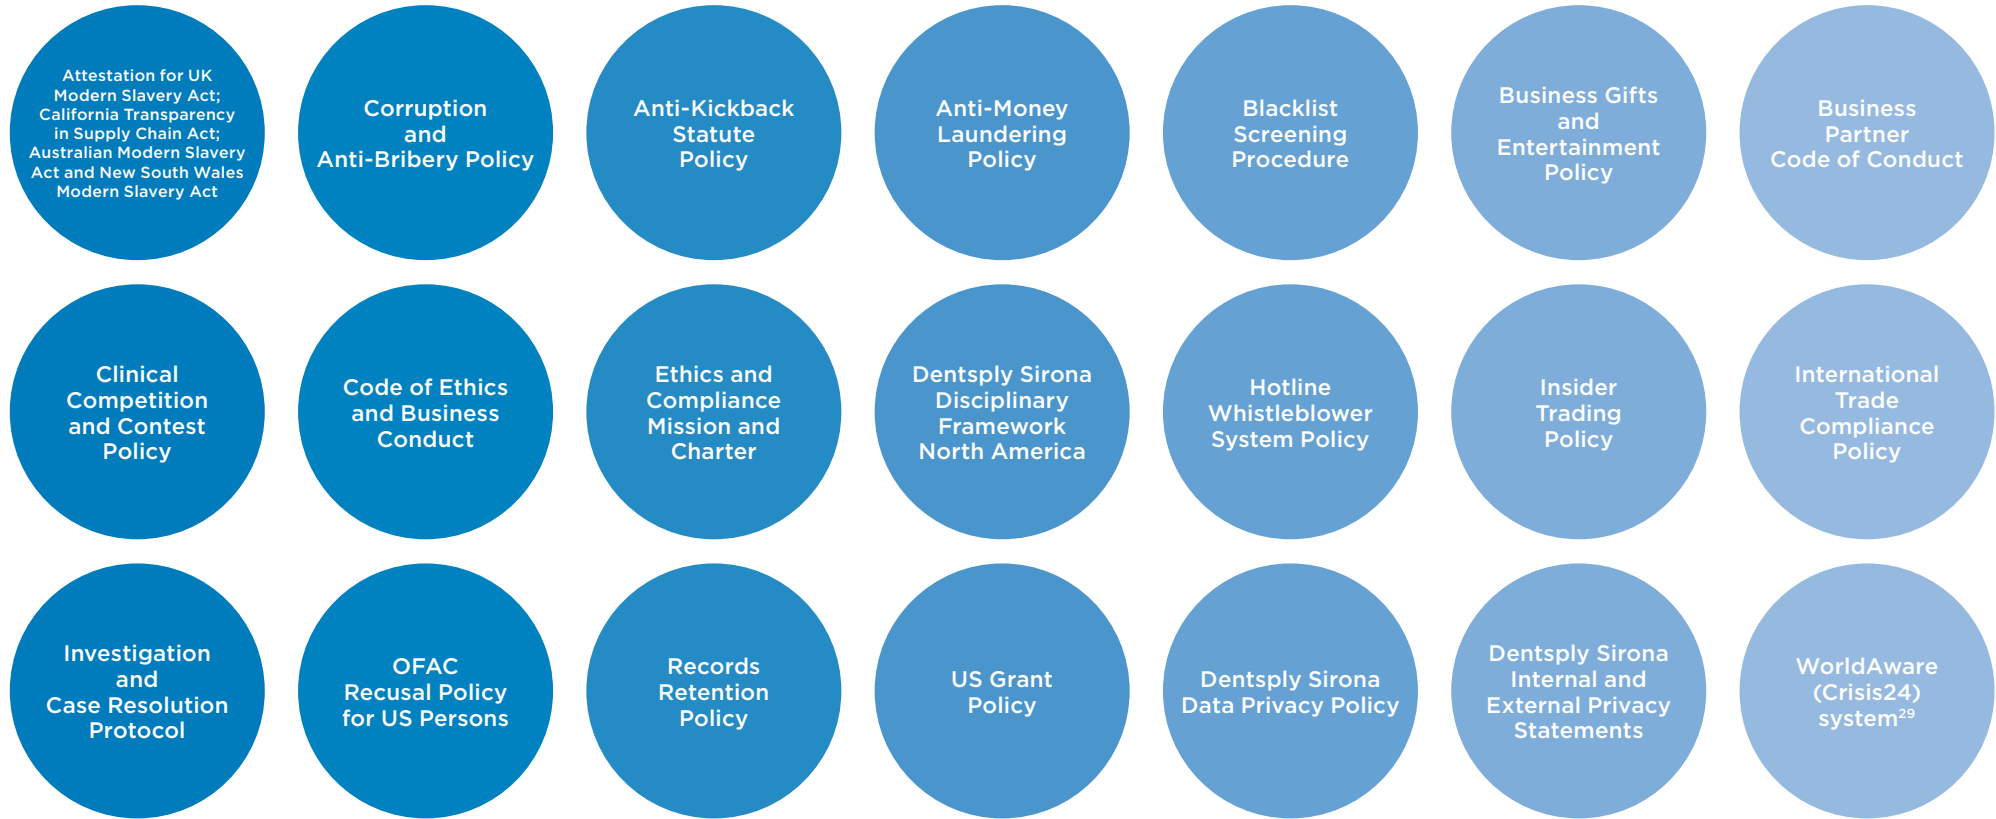 Attestation for UK
Modern Slavery Act;
California Transparency
in Supply Chain Act;
Australian Modern Slavery
Act and New South Wales
Modern Slavery Act
Corruption
and
Anti-Bribery Policy
Anti-Kickback
Statute
Policy
Anti-Money
Laundering
Policy
Blacklist
Screening
Procedure
Business Gifts
and
Entertainment
Policy
Business
Partner
Code of Conduct
Clinical
Competition
and Contest
Policy
Code of Ethics
and Business
Conduct
Ethics and
Compliance
Mission and
Charter
Dentsply Sirona
Disciplinary
Framework
North America
Hotline
Whistleblower
System Policy
Insider
Trading
Policy
International
Trade
Compliance
Policy
Investigation
and
Case Resolution
Protocol
OFAC
Recusal Policy
for US Persons
Records
Retention
Policy
US Grant
Policy
Dentsply Sirona
Data Privacy Policy
Dentsply Sirona
Internal and
External Privacy
Statements
WorldAware
(Crisis24)
system²⁹